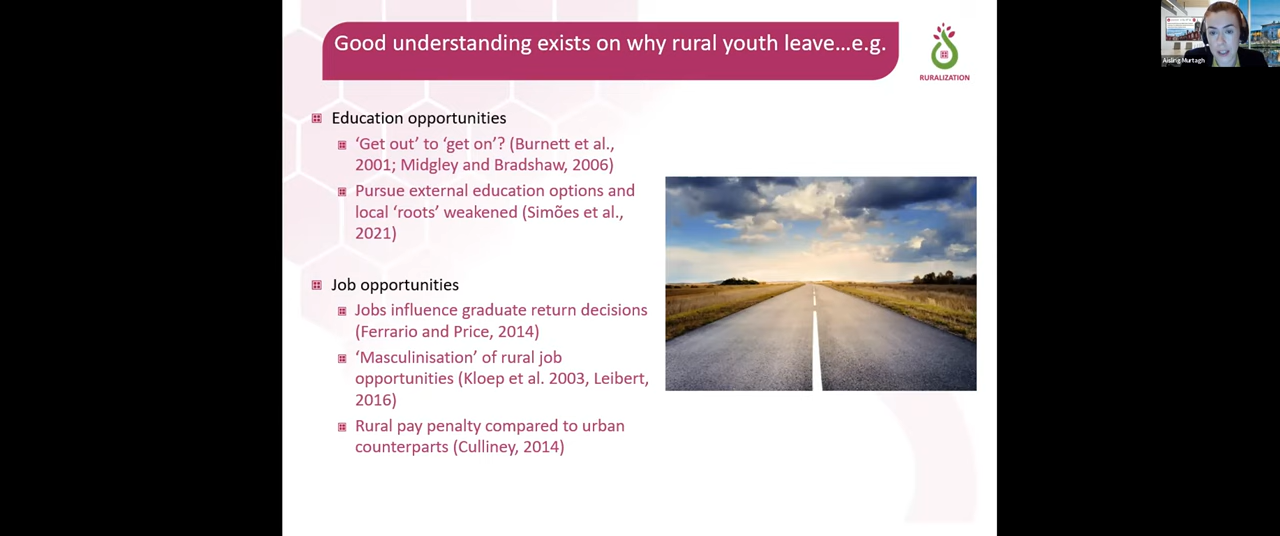 Good understanding exists on why rural youth leave...e.g.
RURALIZATION
Aisling Murtagh
Education opportunities
‘Get out’ to ‘get on’? (Burnett et al.,
2001; Midgley and Bradshaw, 2006)
Pursue external education options and
local ‘roots’ weakened (Simões et al.,
2021)
Job opportunities
Jobs influence graduate return decisions
(Ferrario and Price, 2014)
‘Masculinisation’ of rural job
opportunities (Kloep et al. 2003, Leibert,
2016)
Rural pay penalty compared to urban
counterparts (Culliney, 2014)